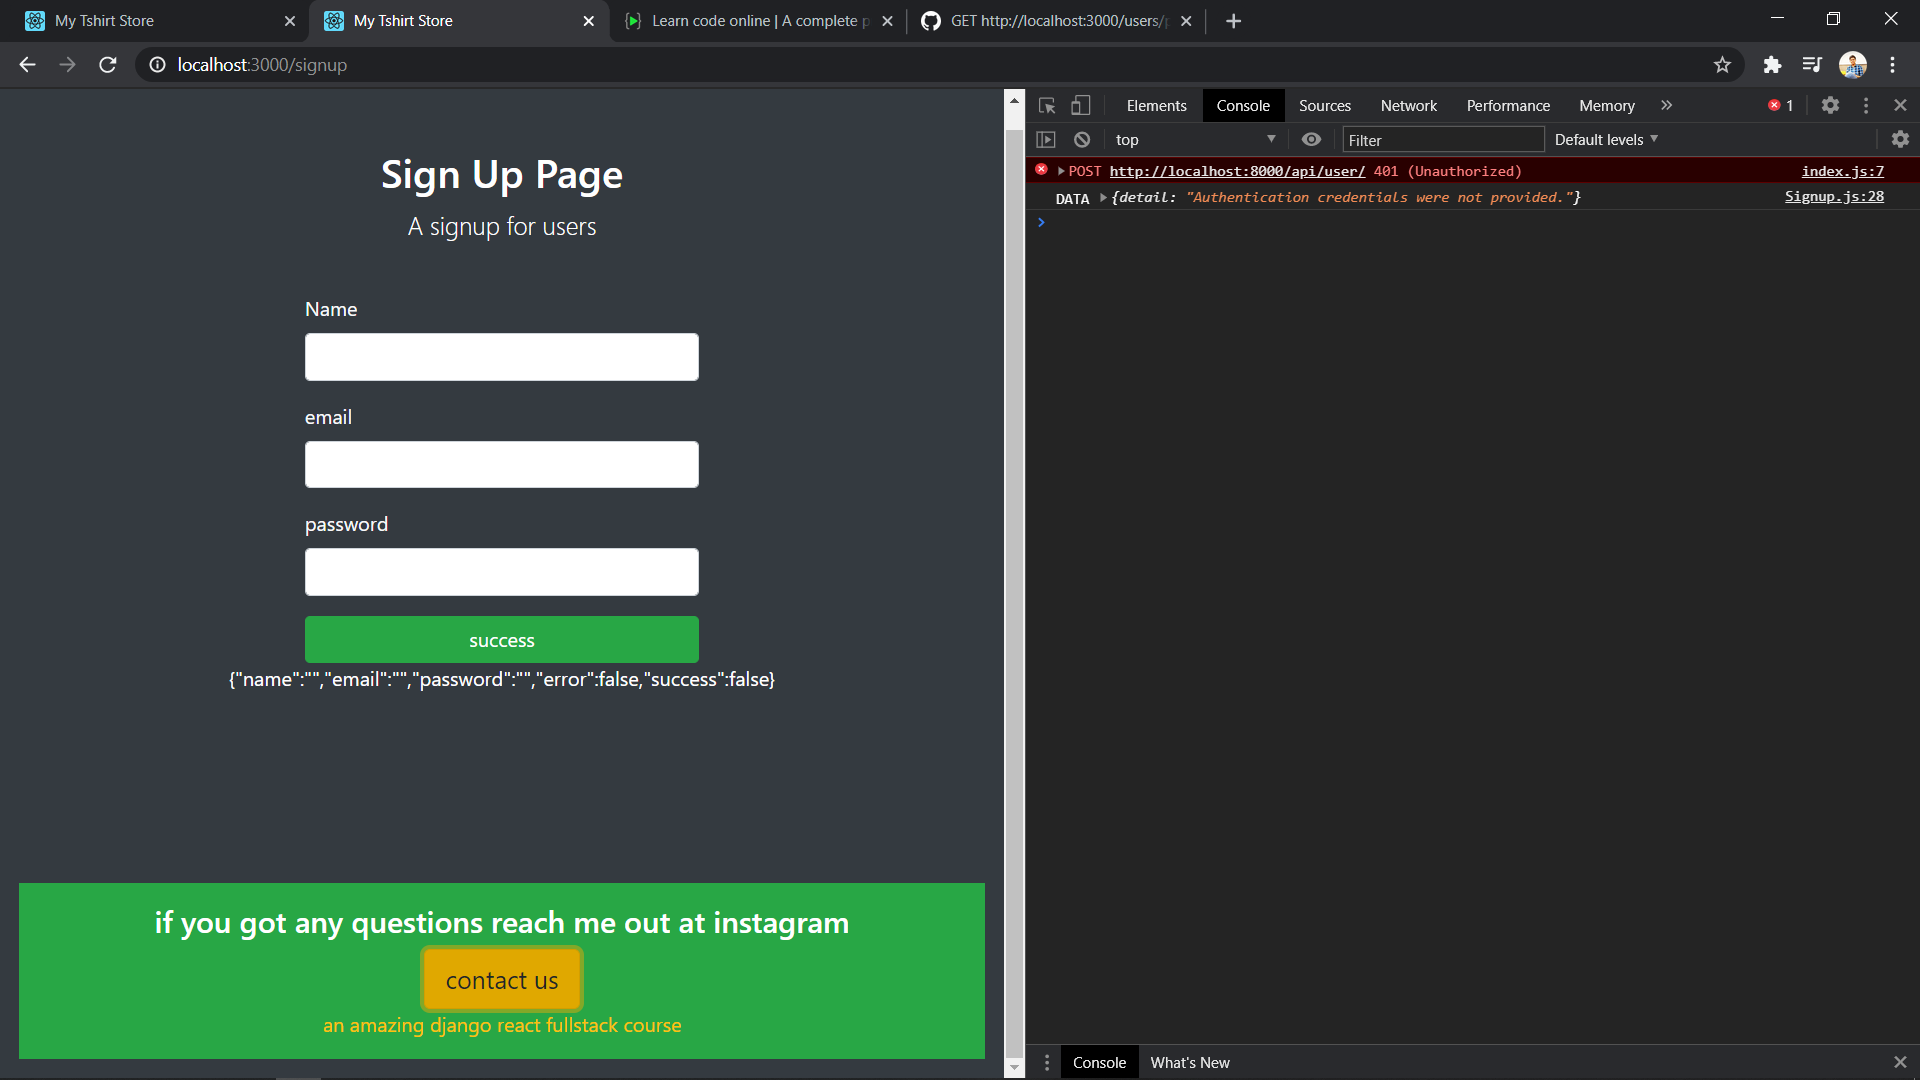 My Tshirt Store
My Tshirt Store
Learn code online | A complete p
GET http://localhost:3000/users/
localhost:3000/signup
Sign Up Page
A signup for users
Name
email
password
success
{"name":"","email":"","password":"","error":false,"success":false}
if you got any questions reach me out at instagram
contact us
an amazing django react fullstack course
Elements Console Sources Network Performance Memory » 1
top Filter Default levels
POST http://localhost:8000/api/user/ 401 (Unauthorized) index.js:7
DATA {detail: "Authentication credentials were not provided."} Signup.js:28
Console What's New